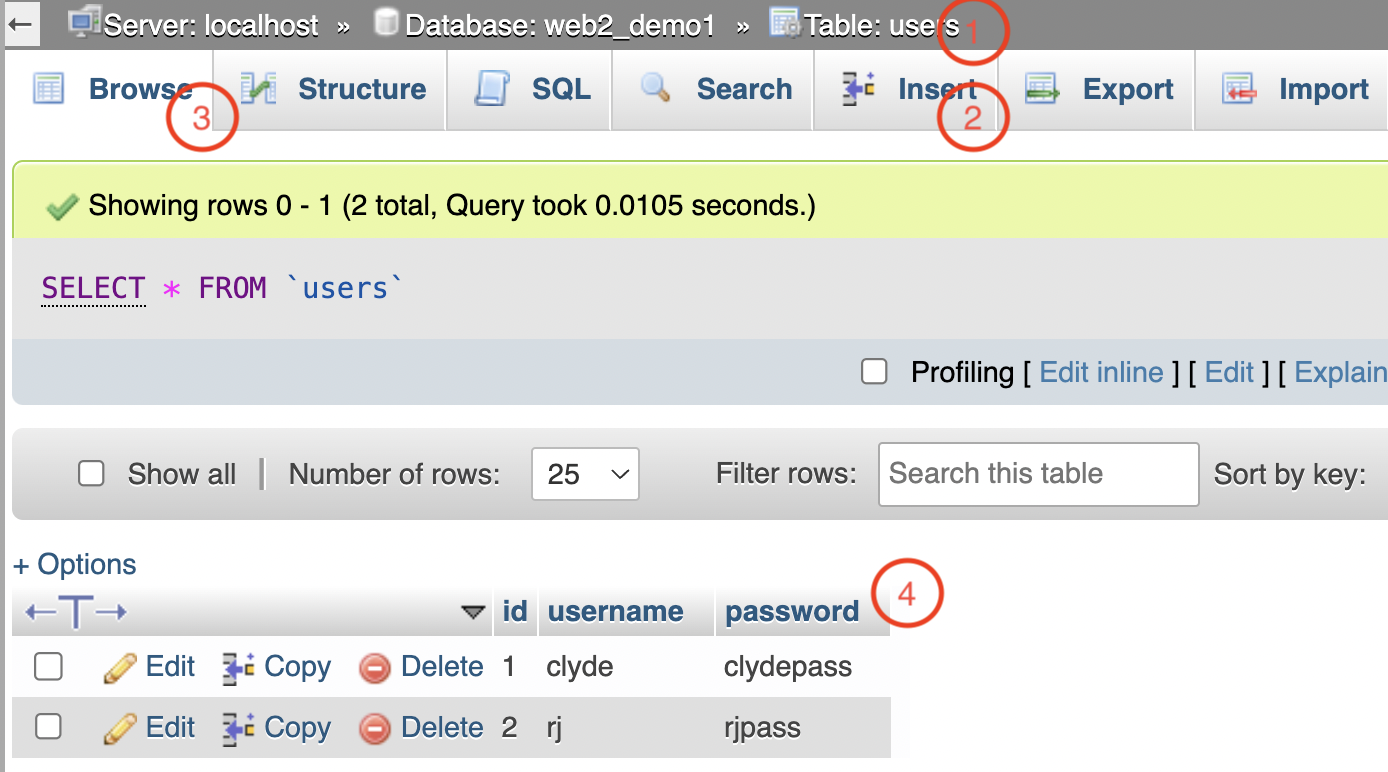 Server: localhost » Database: web2_demo1 » Table: users 1
Browse Structure SQL Search Insert Export Import
3 2
Showing rows 0 - 1 (2 total, Query took 0.0105 seconds.)
SELECT * FROM `users`
Profiling [ Edit inline ] [ Edit ] [ Explain
Show all | Number of rows: 25 Filter rows: Search this table Sort by key:
+ Options
←T→ id username password 4
Edit Copy Delete 1 clyde clydepass
Edit Copy Delete 2 rj rjpass